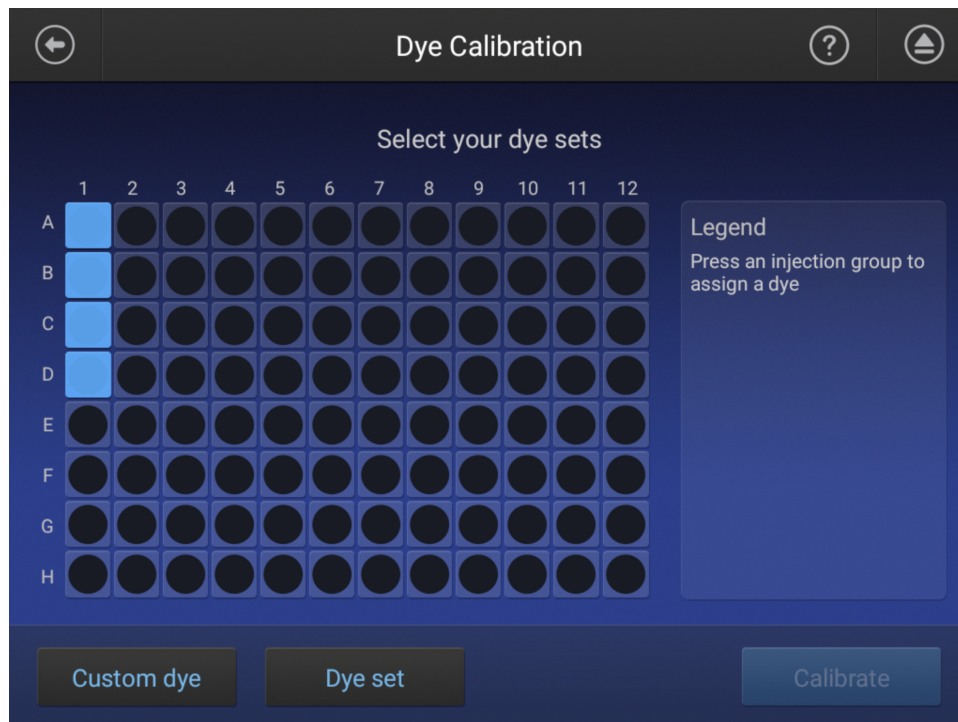 Dye Calibration
?
Select your dye sets
1 2 3 4 5 6 7 8 9 10 11 12
A
B
C
D
E
F
G
H
Legend
Press an injection group to
assign a dye
Custom dye
Dye set
Calibrate